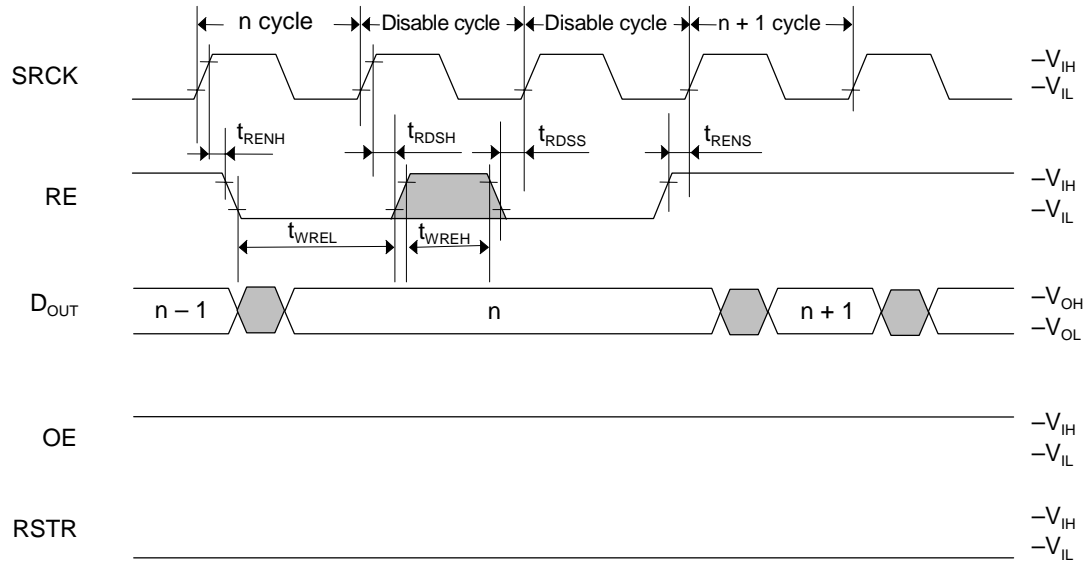 n cycle Disable cycle Disable cycle n + 1 cycle
SRCK –VIH
–VIL
tRENH tRDSH tRDSS tRENS
RE –VIH
–VIL
tWREL tWREH
DOUT n – 1 n n + 1 –VOH
–VOL
OE –VIH
–VIL
RSTR –VIH
–VIL